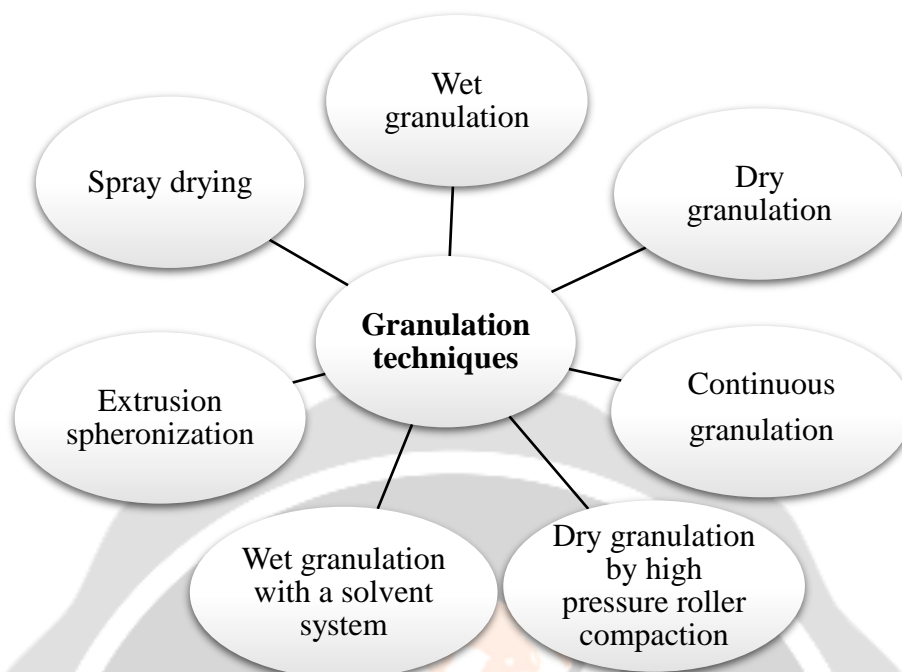 Wet
granulation
Spray drying
Dry
granulation
Granulation
techniques
Extrusion
spheronization
Continuous
granulation
Wet granulation
with a solvent
system
Dry granulation
by high
pressure roller
compaction